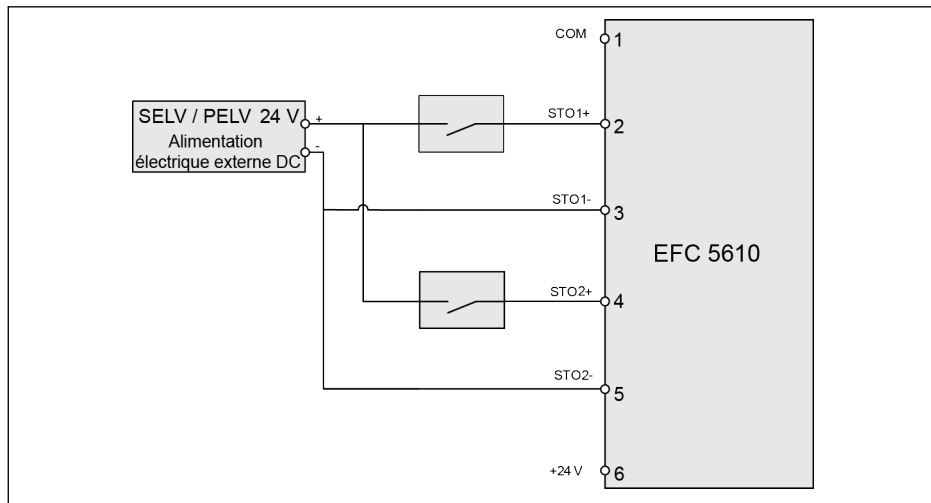 COM
1
SELV / PELV 24 V
+
Alimentation
électrique externe DC
-
STO1+
2
STO1-
3
EFC 5610
STO2+
4
STO2-
5
+24 V
6